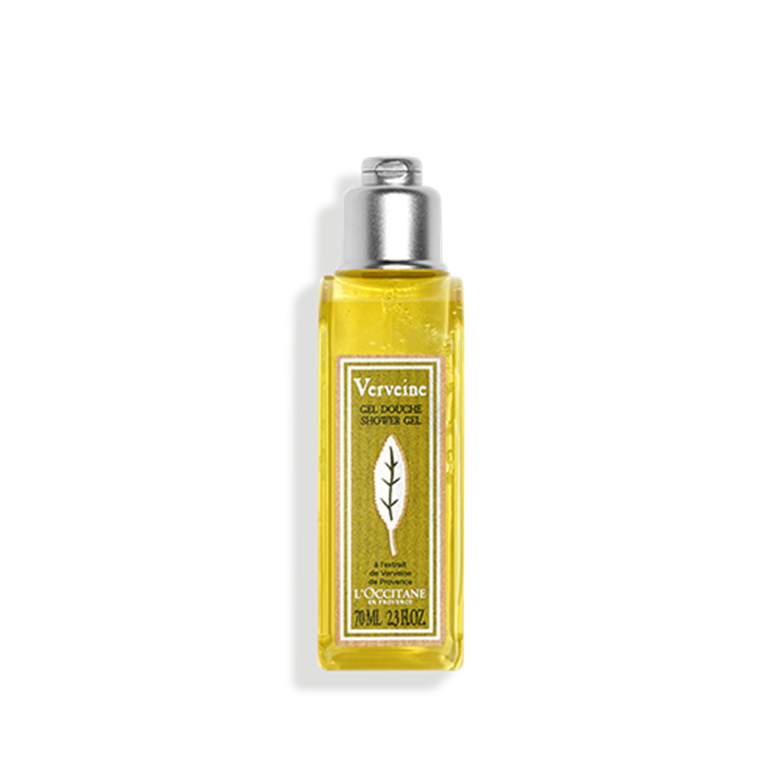 Verveine
GEL DOUCHE
SHOWER GEL
à l'extrait
de Verveine
de Provence
L'OCCITANE
EN PROVENCE
70 ML 2.3 FL.OZ.